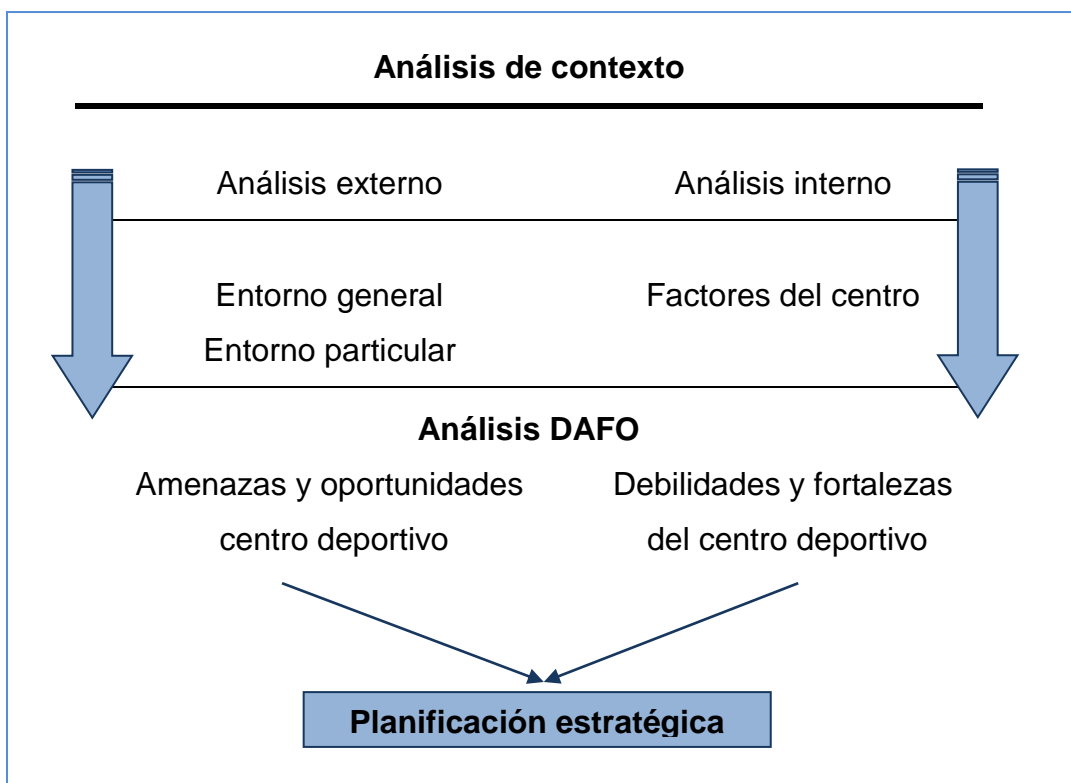 Análisis de contexto
Análisis externo
Análisis interno
Entorno general
Factores del centro
Entorno particular
Análisis DAFO
Amenazas y oportunidades
centro deportivo
Debilidades y fortalezas
del centro deportivo
Planificación estratégica